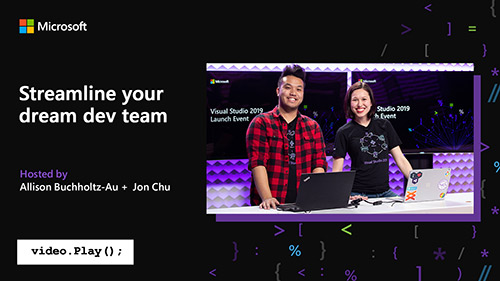 Microsoft
Streamline your
dream dev team
Hosted by
Allison Buchholtz-Au + Jon Chu
video.Play();
Microsoft
Visual Studio 2019
Launch Event
Studio 2019
ch Event